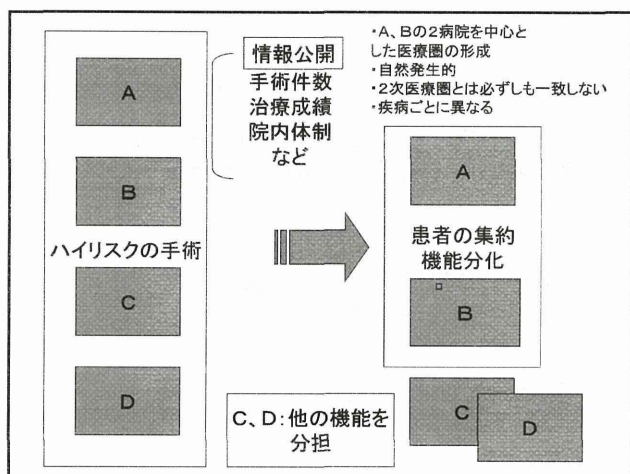 A
B
ハイリスクの手術
C
D
情報公開
手術件数
治療成績
院内体制
など
・A、Bの2病院を中心と
した医療圏の形成
・自然発生的
・2次医療圏とは必ずしも一致しない
・疾病ごとに異なる
A
患者の集約
機能分化
B
C、D:他の機能を
分担
C
D